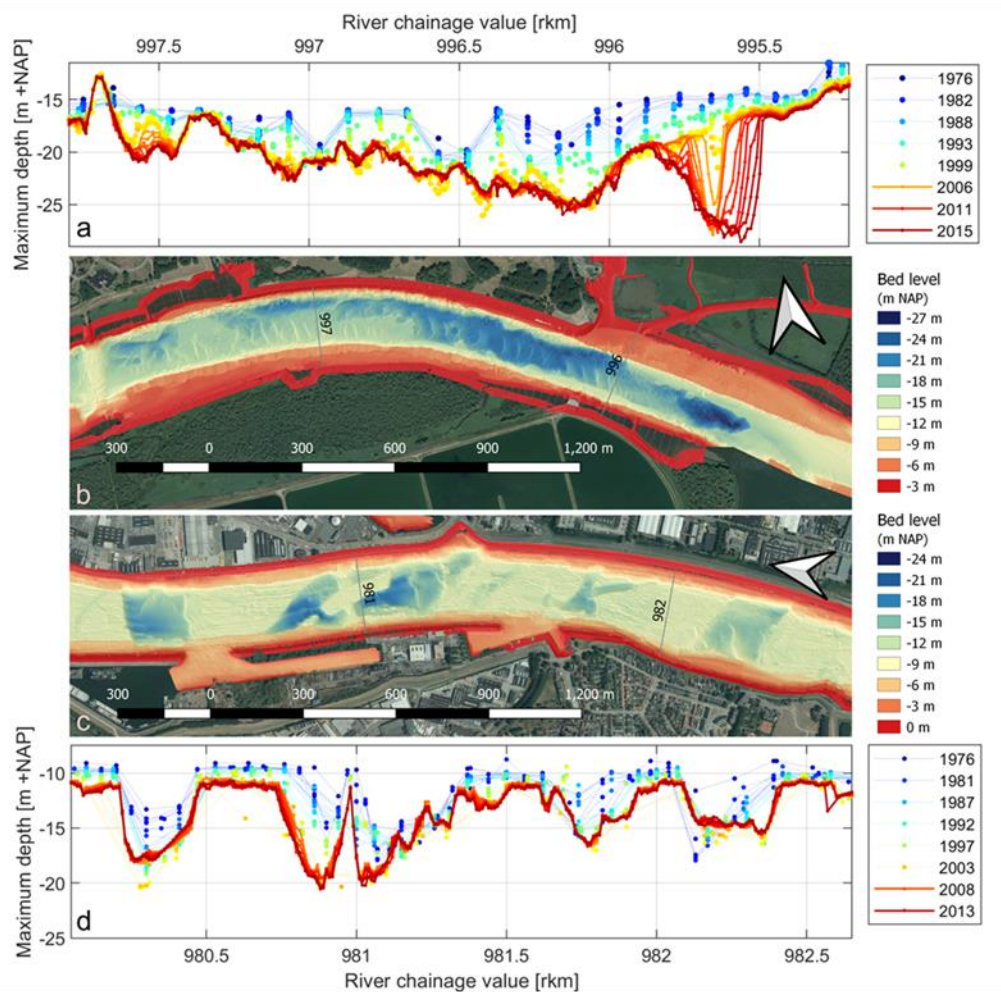 River chainage value [rkm]
997.5 997 996.5 996 995.5
Maximum depth [m +NAP]
-15
-20
-25
a
1976
1982
1988
1993
1999
2006
2011
2015
997
996
300 0 300 600 900 1,200 m
b
Bed level
(m NAP)
-27 m
-24 m
-21 m
-18 m
-15 m
-12 m
-9 m
-6 m
-3 m
981
982
300 0 300 600 900 1,200 m
c
Bed level
(m NAP)
-24 m
-21 m
-18 m
-15 m
-12 m
-9 m
-6 m
-3 m
0 m
Maximum depth [m +NAP]
-10
-15
-20
-25
d
1976
1981
1987
1992
1997
2003
2008
2013
980.5 981 981.5 982 982.5
River chainage value [rkm]